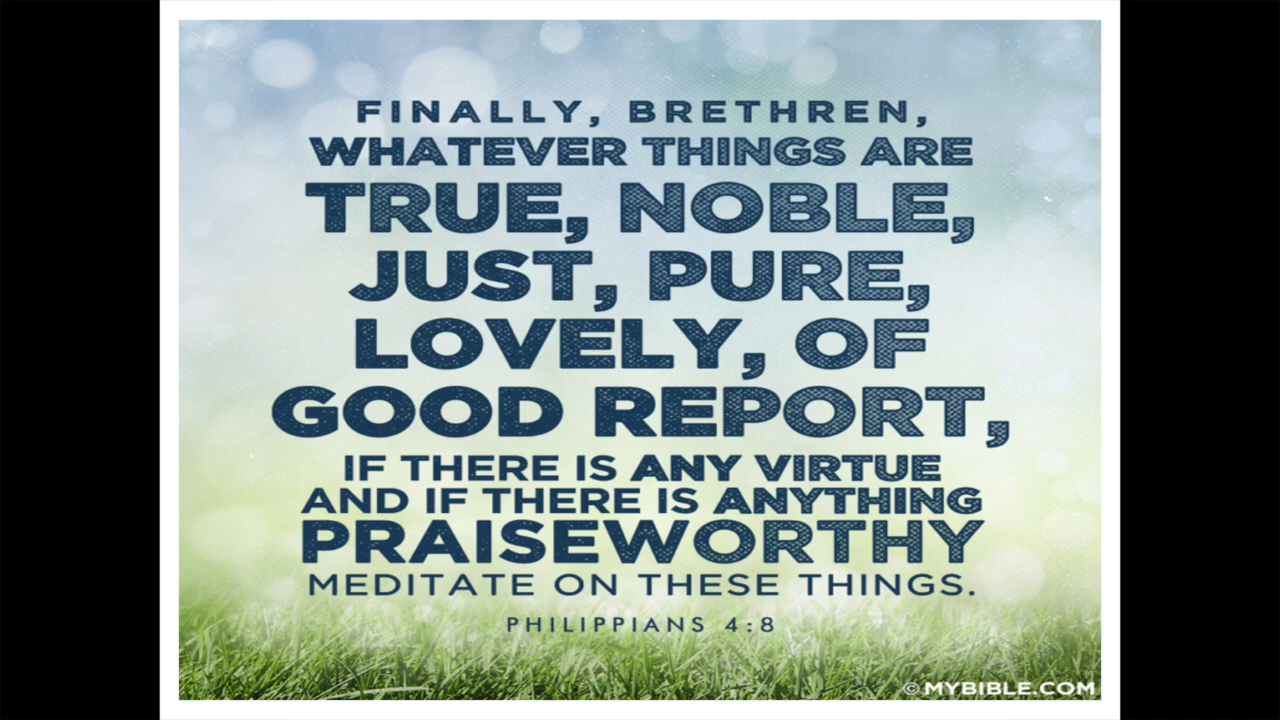 FINALLY, BRETHREN,
WHATEVER THINGS ARE
TRUE, NOBLE,
JUST, PURE,
LOVELY, OF
GOOD REPORT,
IF THERE IS ANY VIRTUE
AND IF THERE IS ANYTHING
PRAISEWORTHY
MEDITATE ON THESE THINGS.
PHILIPPIANS 4:8
© MYBIBLE.COM